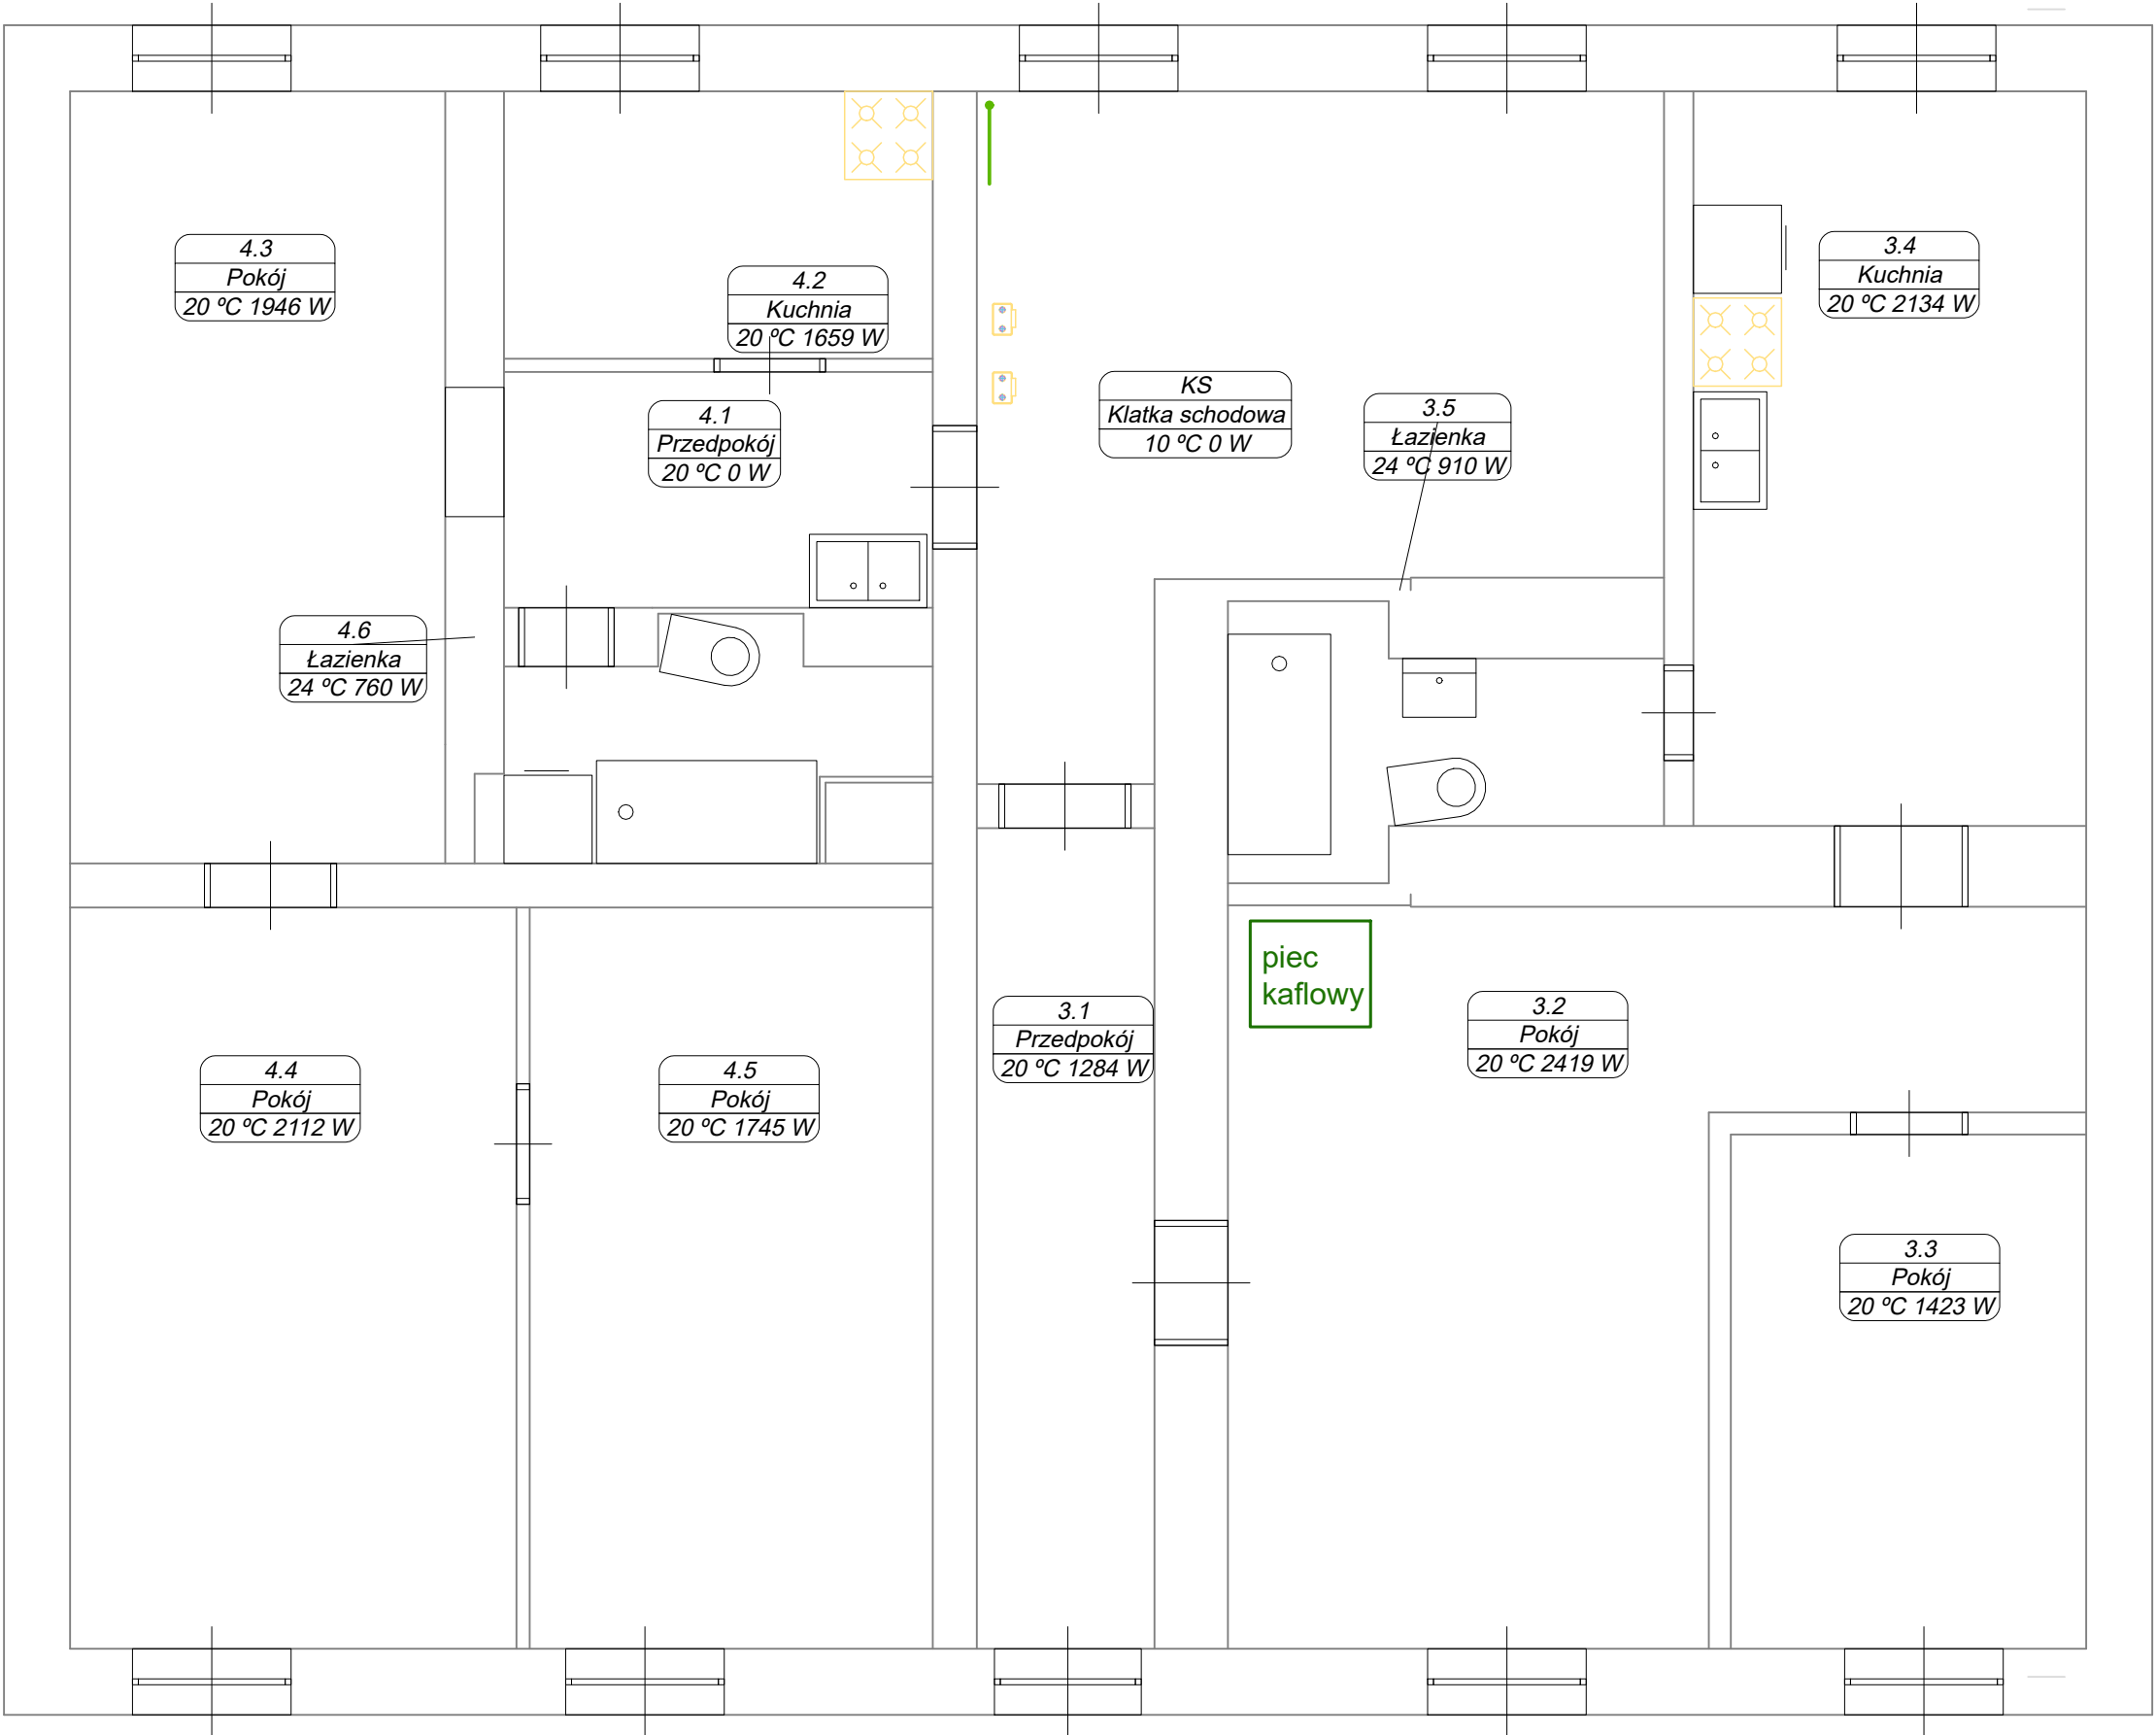 4.3
Pokój
20 ºC 1946 W
4.2
Kuchnia
20 ºC 1659 W
3.4
Kuchnia
20 ºC 2134 W
4.1
Przedpokój
20 ºC 0 W
KS
Klatka schodowa
10 ºC 0 W
3.5
Łazienka
24 ºC 910 W
4.6
Łazienka
24 ºC 760 W
piec
kaflowy
3.1
Przedpokój
20 ºC 1284 W
3.2
Pokój
20 ºC 2419 W
4.4
Pokój
20 ºC 2112 W
4.5
Pokój
20 ºC 1745 W
3.3
Pokój
20 ºC 1423 W